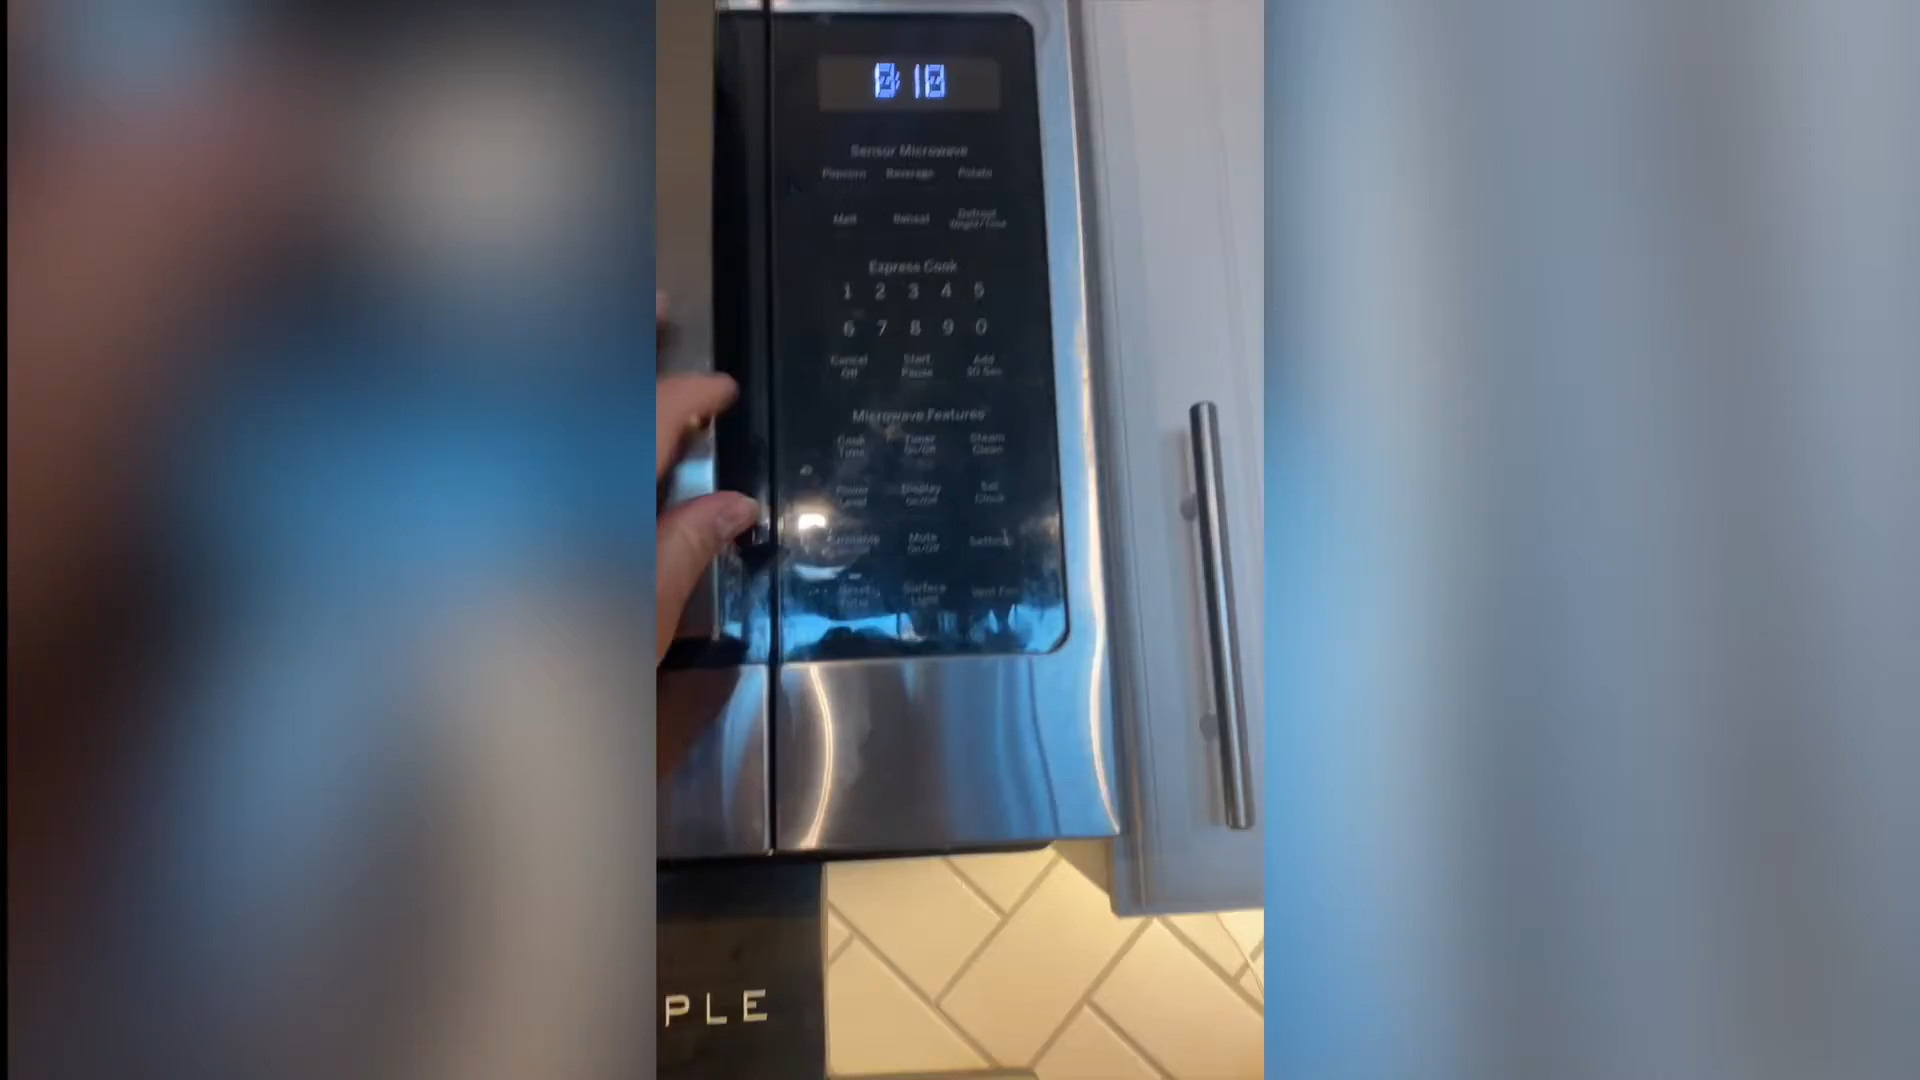 Sensor Microwave
Popcorn Beverage Potato
Melt Reheat Defrost
Weight/Time
Express Cook
1 2 3 4 5
6 7 8 9 0
Cancel Start Add
Off Pause 30 Sec
Microwave Features
Cook Timer Steam
Time On/Off Clean
Power Display Set
Level On/Off Clock
Mute Settings
On/Off
Reset Surface Vent Fan
Filter Light
PLE